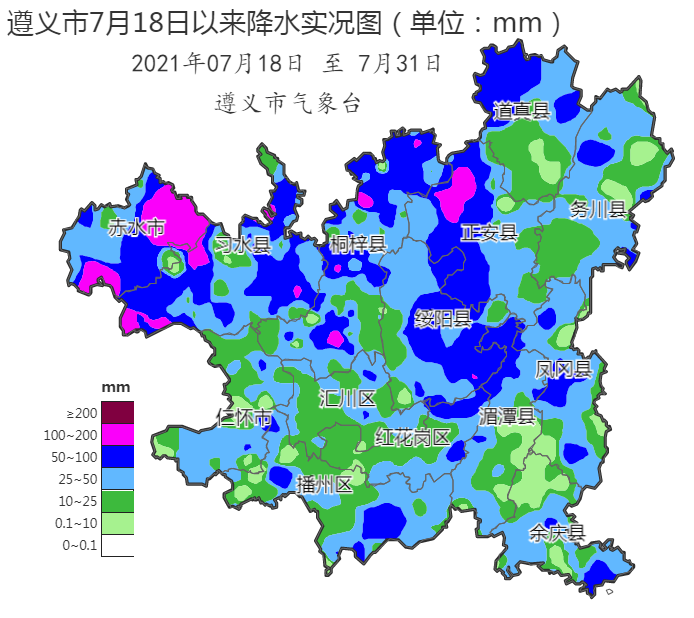 遵义市7月18日以来降水实况图（单位：mm）
2021年07月18日 至 7月31日
遵义市气象台
道真县
务川县
赤水市
习水县
桐梓县
正安县
绥阳县
凤冈县
仁怀市
汇川区
湄潭县
红花岗区
播州区
余庆县
mm
≥200
100~200
50~100
25~50
10~25
0.1~10
0~0.1